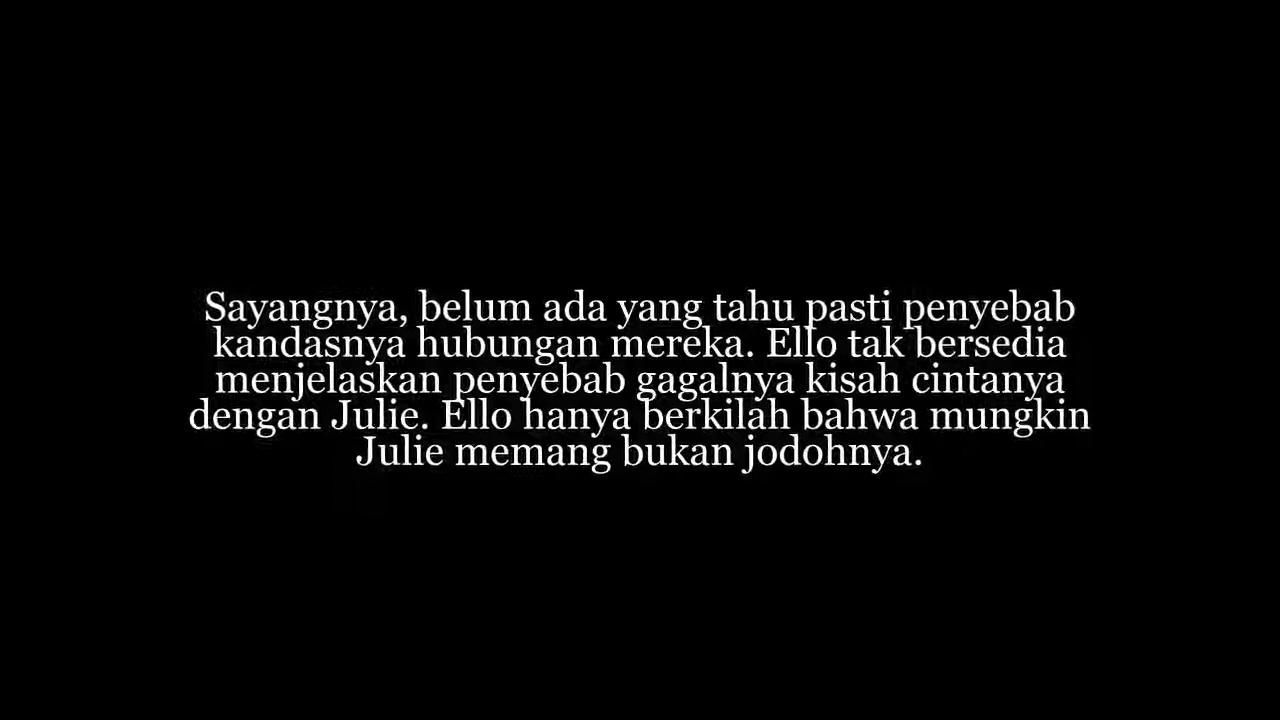 Sayangnya, belum ada yang tahu pasti penyebab
kandasnya hubungan mereka. Ello tak bersedia
menjelaskan penyebab gagalnya kisah cintanya
dengan Julie. Ello hanya berkilah bahwa mungkin
Julie memang bukan jodohnya.